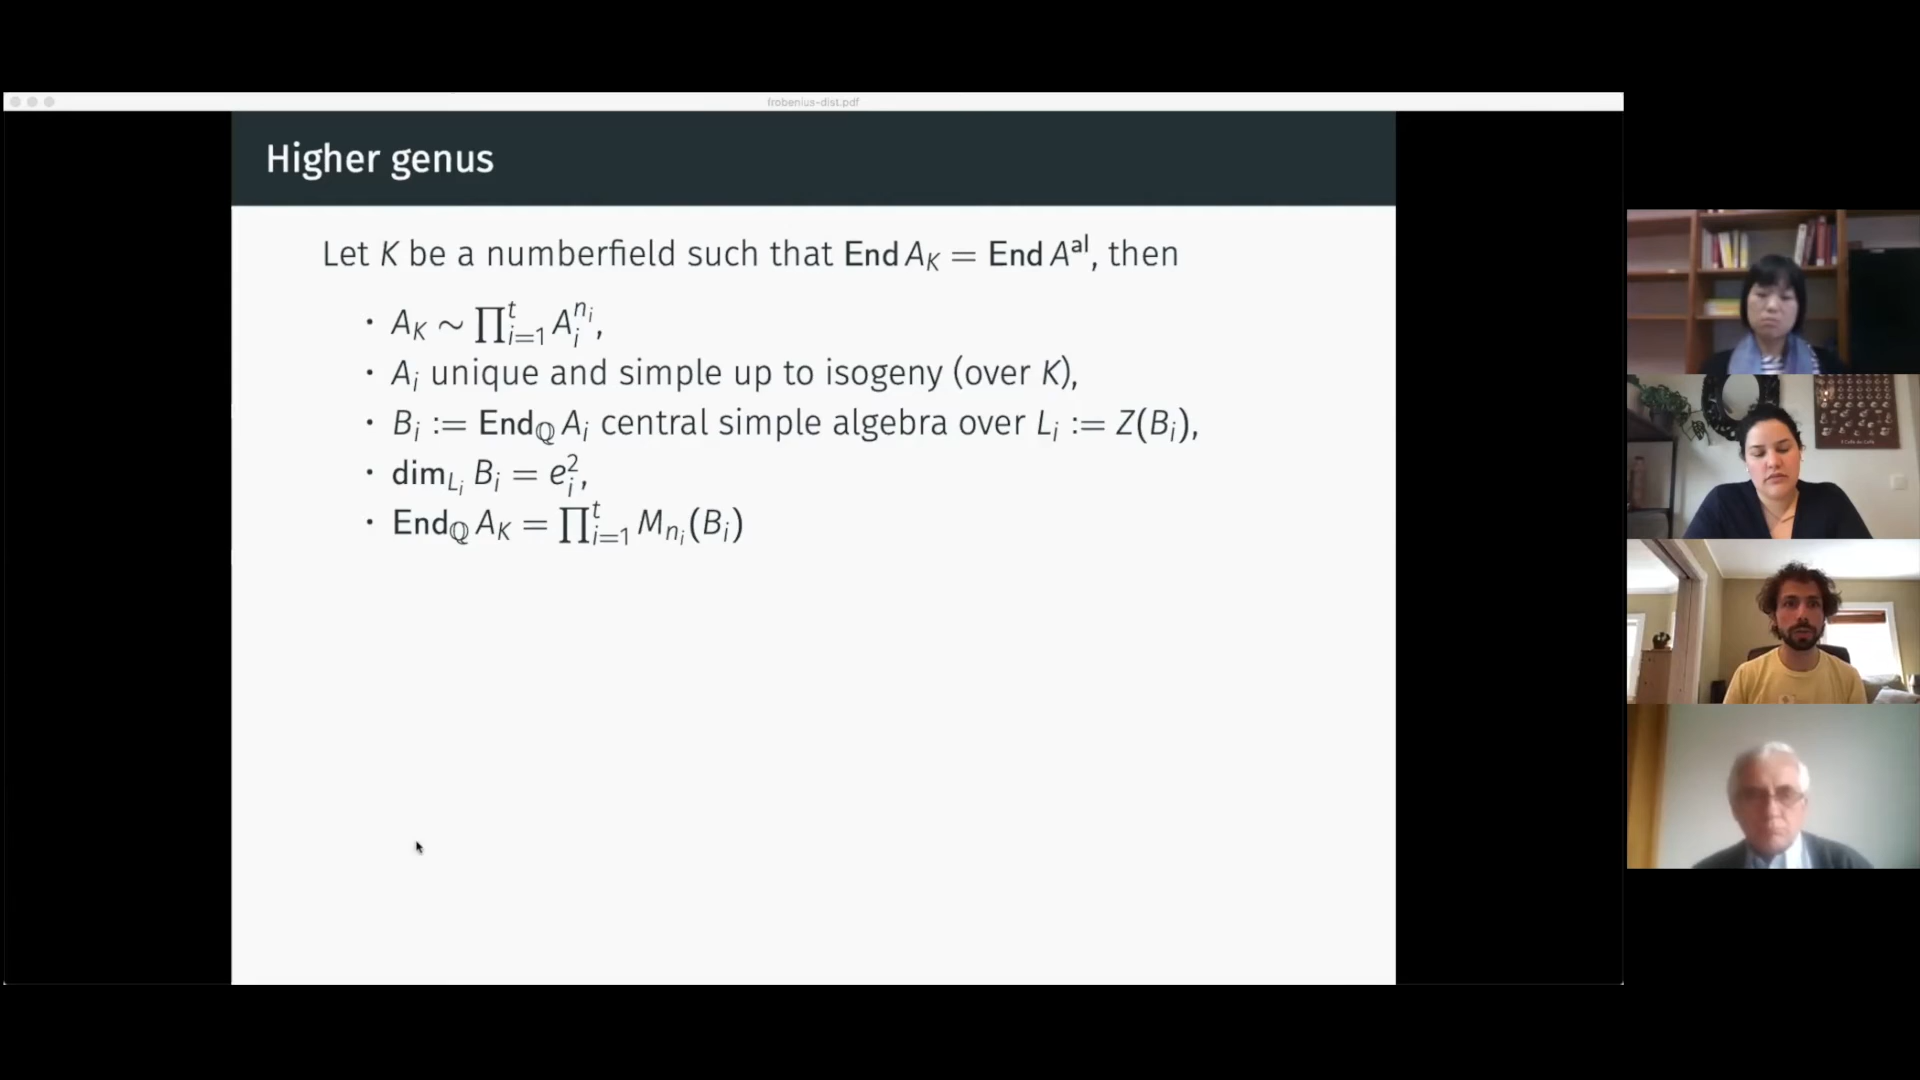 frobenius-dist.pdf
Higher genus
Let K be a numberfield such that End A_K = End A^al, then
· A_K ∼ ∏_{i=1}^t A_i^{n_i},
· A_i unique and simple up to isogeny (over K),
· B_i := End_ℚ A_i central simple algebra over L_i := Z(B_i),
· dim_{L_i} B_i = e_i^2,
· End_ℚ A_K = ∏_{i=1}^t M_{n_i}(B_i)